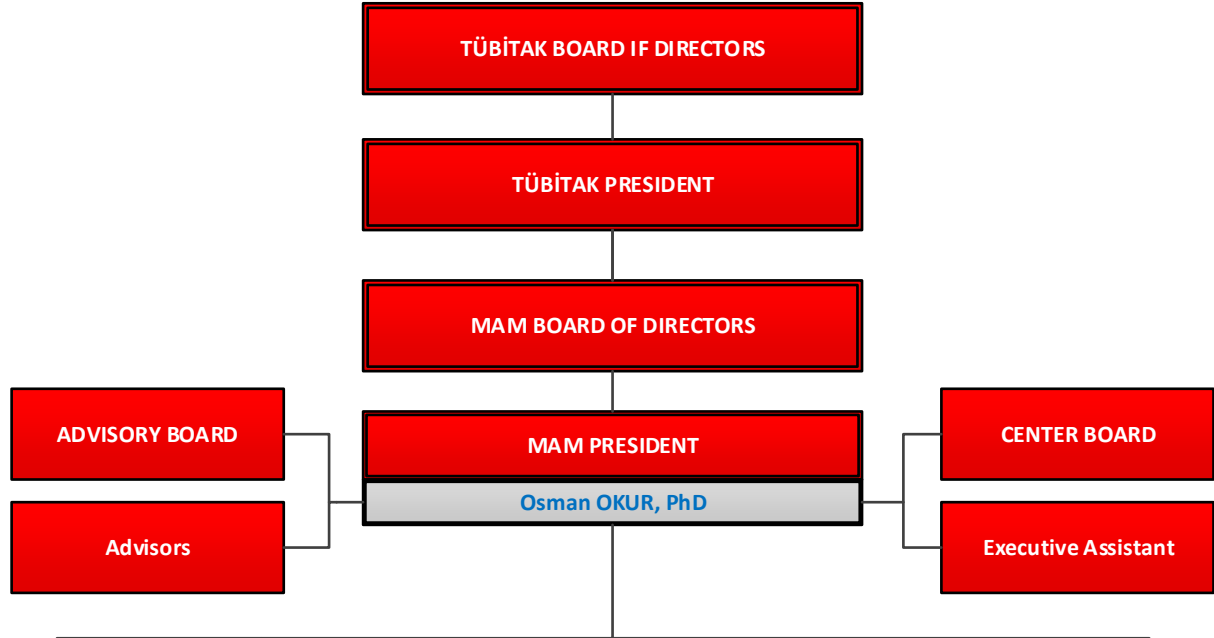 TÜBİTAK BOARD IF DIRECTORS
TÜBİTAK PRESIDENT
MAM BOARD OF DIRECTORS
ADVISORY BOARD
MAM PRESIDENT
CENTER BOARD
Osman OKUR, PhD
Advisors
Executive Assistant